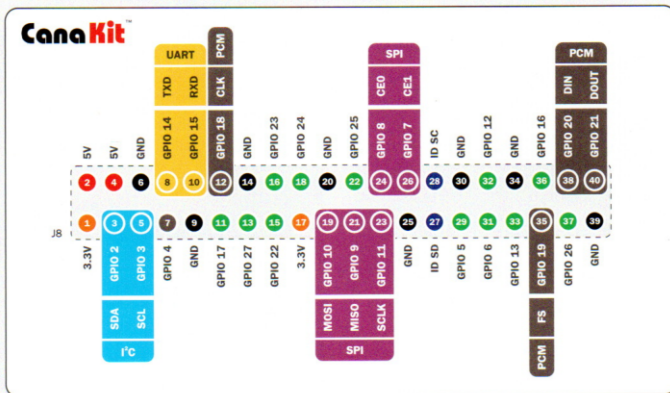 CanaKit™
UART
PCM
SPI
PCM
TXD
RXD
CLK
CE0
CE1
DIN
DOUT
5V
5V
GND
GPIO 14
GPIO 15
GPIO 18
GND
GPIO 23
GPIO 24
GND
GPIO 25
GPIO 8
GPIO 7
ID SC
GND
GPIO 12
GND
GPIO 16
GPIO 20
GPIO 21
2 4 6 8 10 12 14 16 18 20 22 24 26 28 30 32 34 36 38 40
J8
1 3 5 7 9 11 13 15 17 19 21 23 25 27 29 31 33 35 37 39
3.3V
GPIO 2
GPIO 3
GPIO 4
GND
GPIO 17
GPIO 27
GPIO 22
3.3V
GPIO 10
GPIO 9
GPIO 11
GND
ID SD
GPIO 5
GPIO 6
GPIO 13
GPIO 19
GPIO 26
GND
SDA
SCL
MOSI
MISO
SCLK
FS
I²C
SPI
PCM